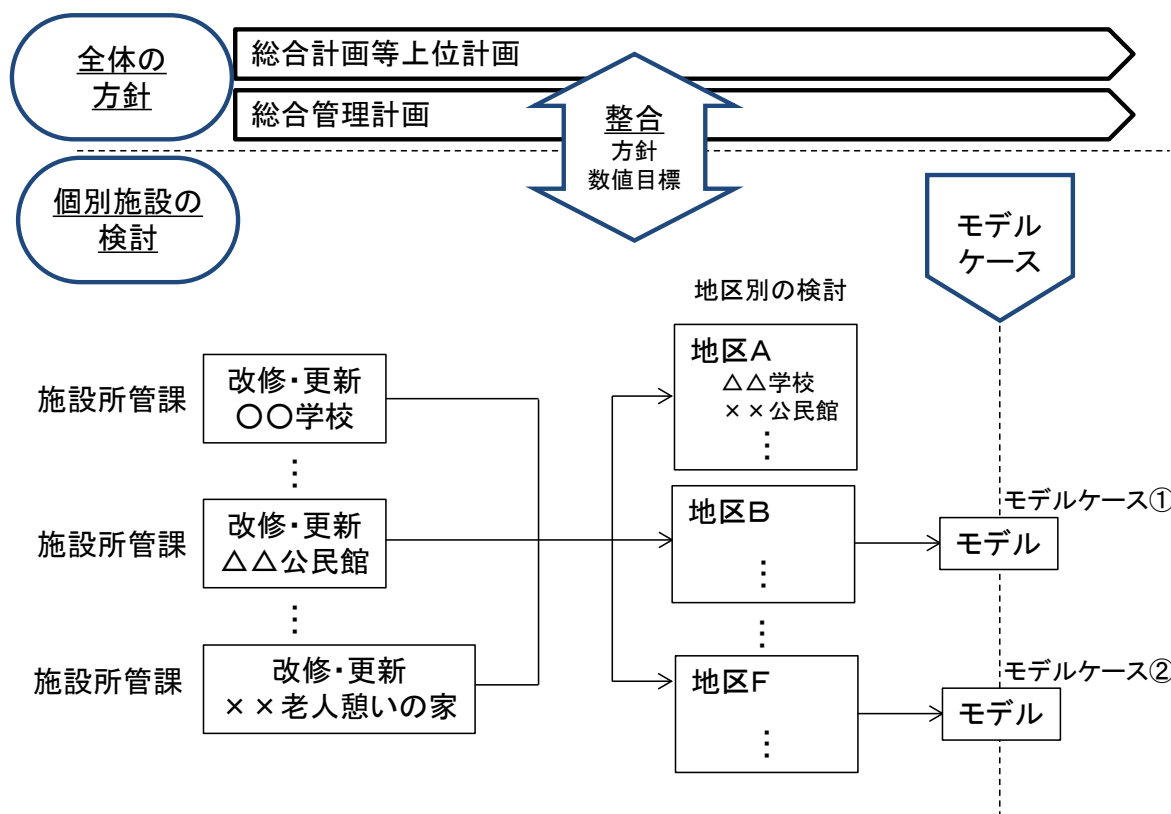 全体の
方針
総合計画等上位計画
総合管理計画
整合
方針
数値目標
個別施設の
検討
モデル
ケース
地区別の検討
施設所管課
改修・更新
〇〇学校
⋮
施設所管課
改修・更新
△△公民館
⋮
施設所管課
改修・更新
××老人憩いの家
地区A
△△学校
××公民館
⋮
地区B
⋮
⋮
地区F
⋮
モデルケース①
モデル
モデルケース②
モデル